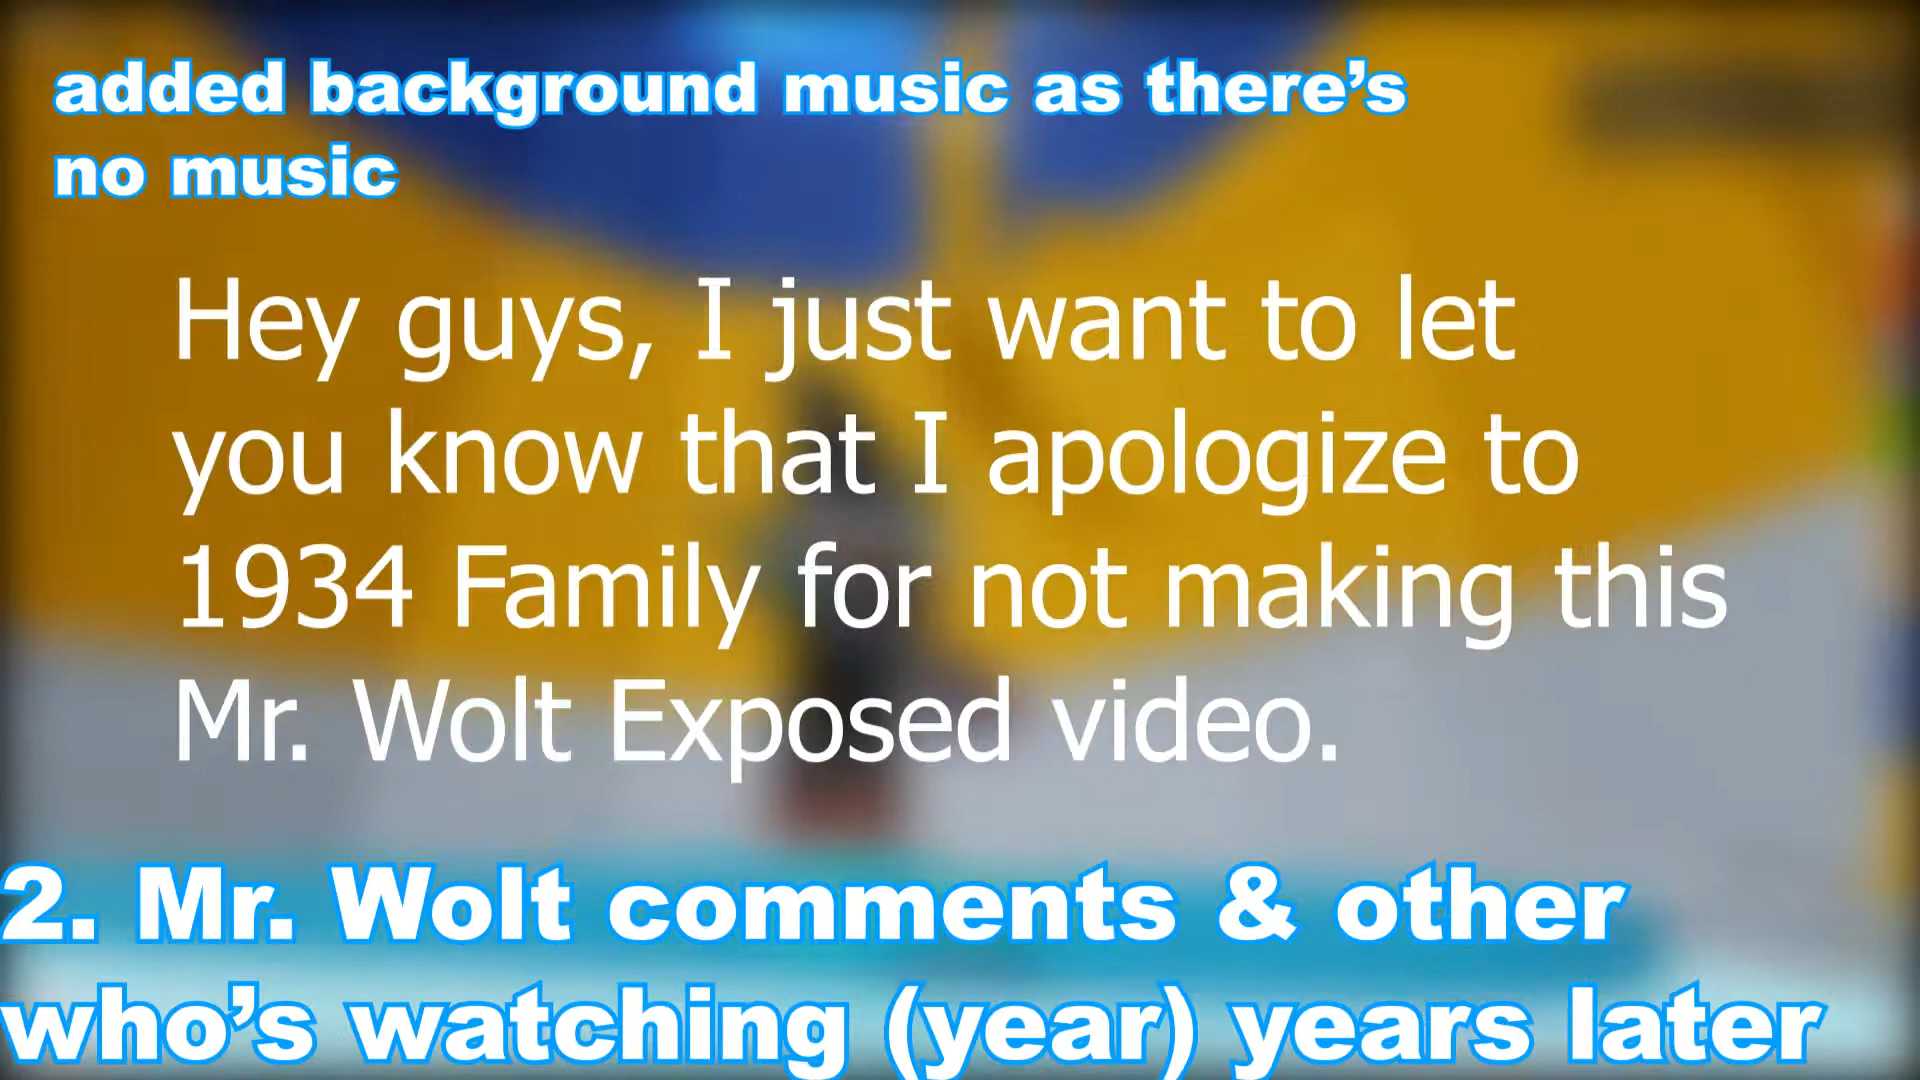 added background music as there’s
no music
Hey guys, I just want to let
you know that I apologize to
1934 Family for not making this
Mr. Wolt Exposed video.
2. Mr. Wolt comments & other
who’s watching (year) years later